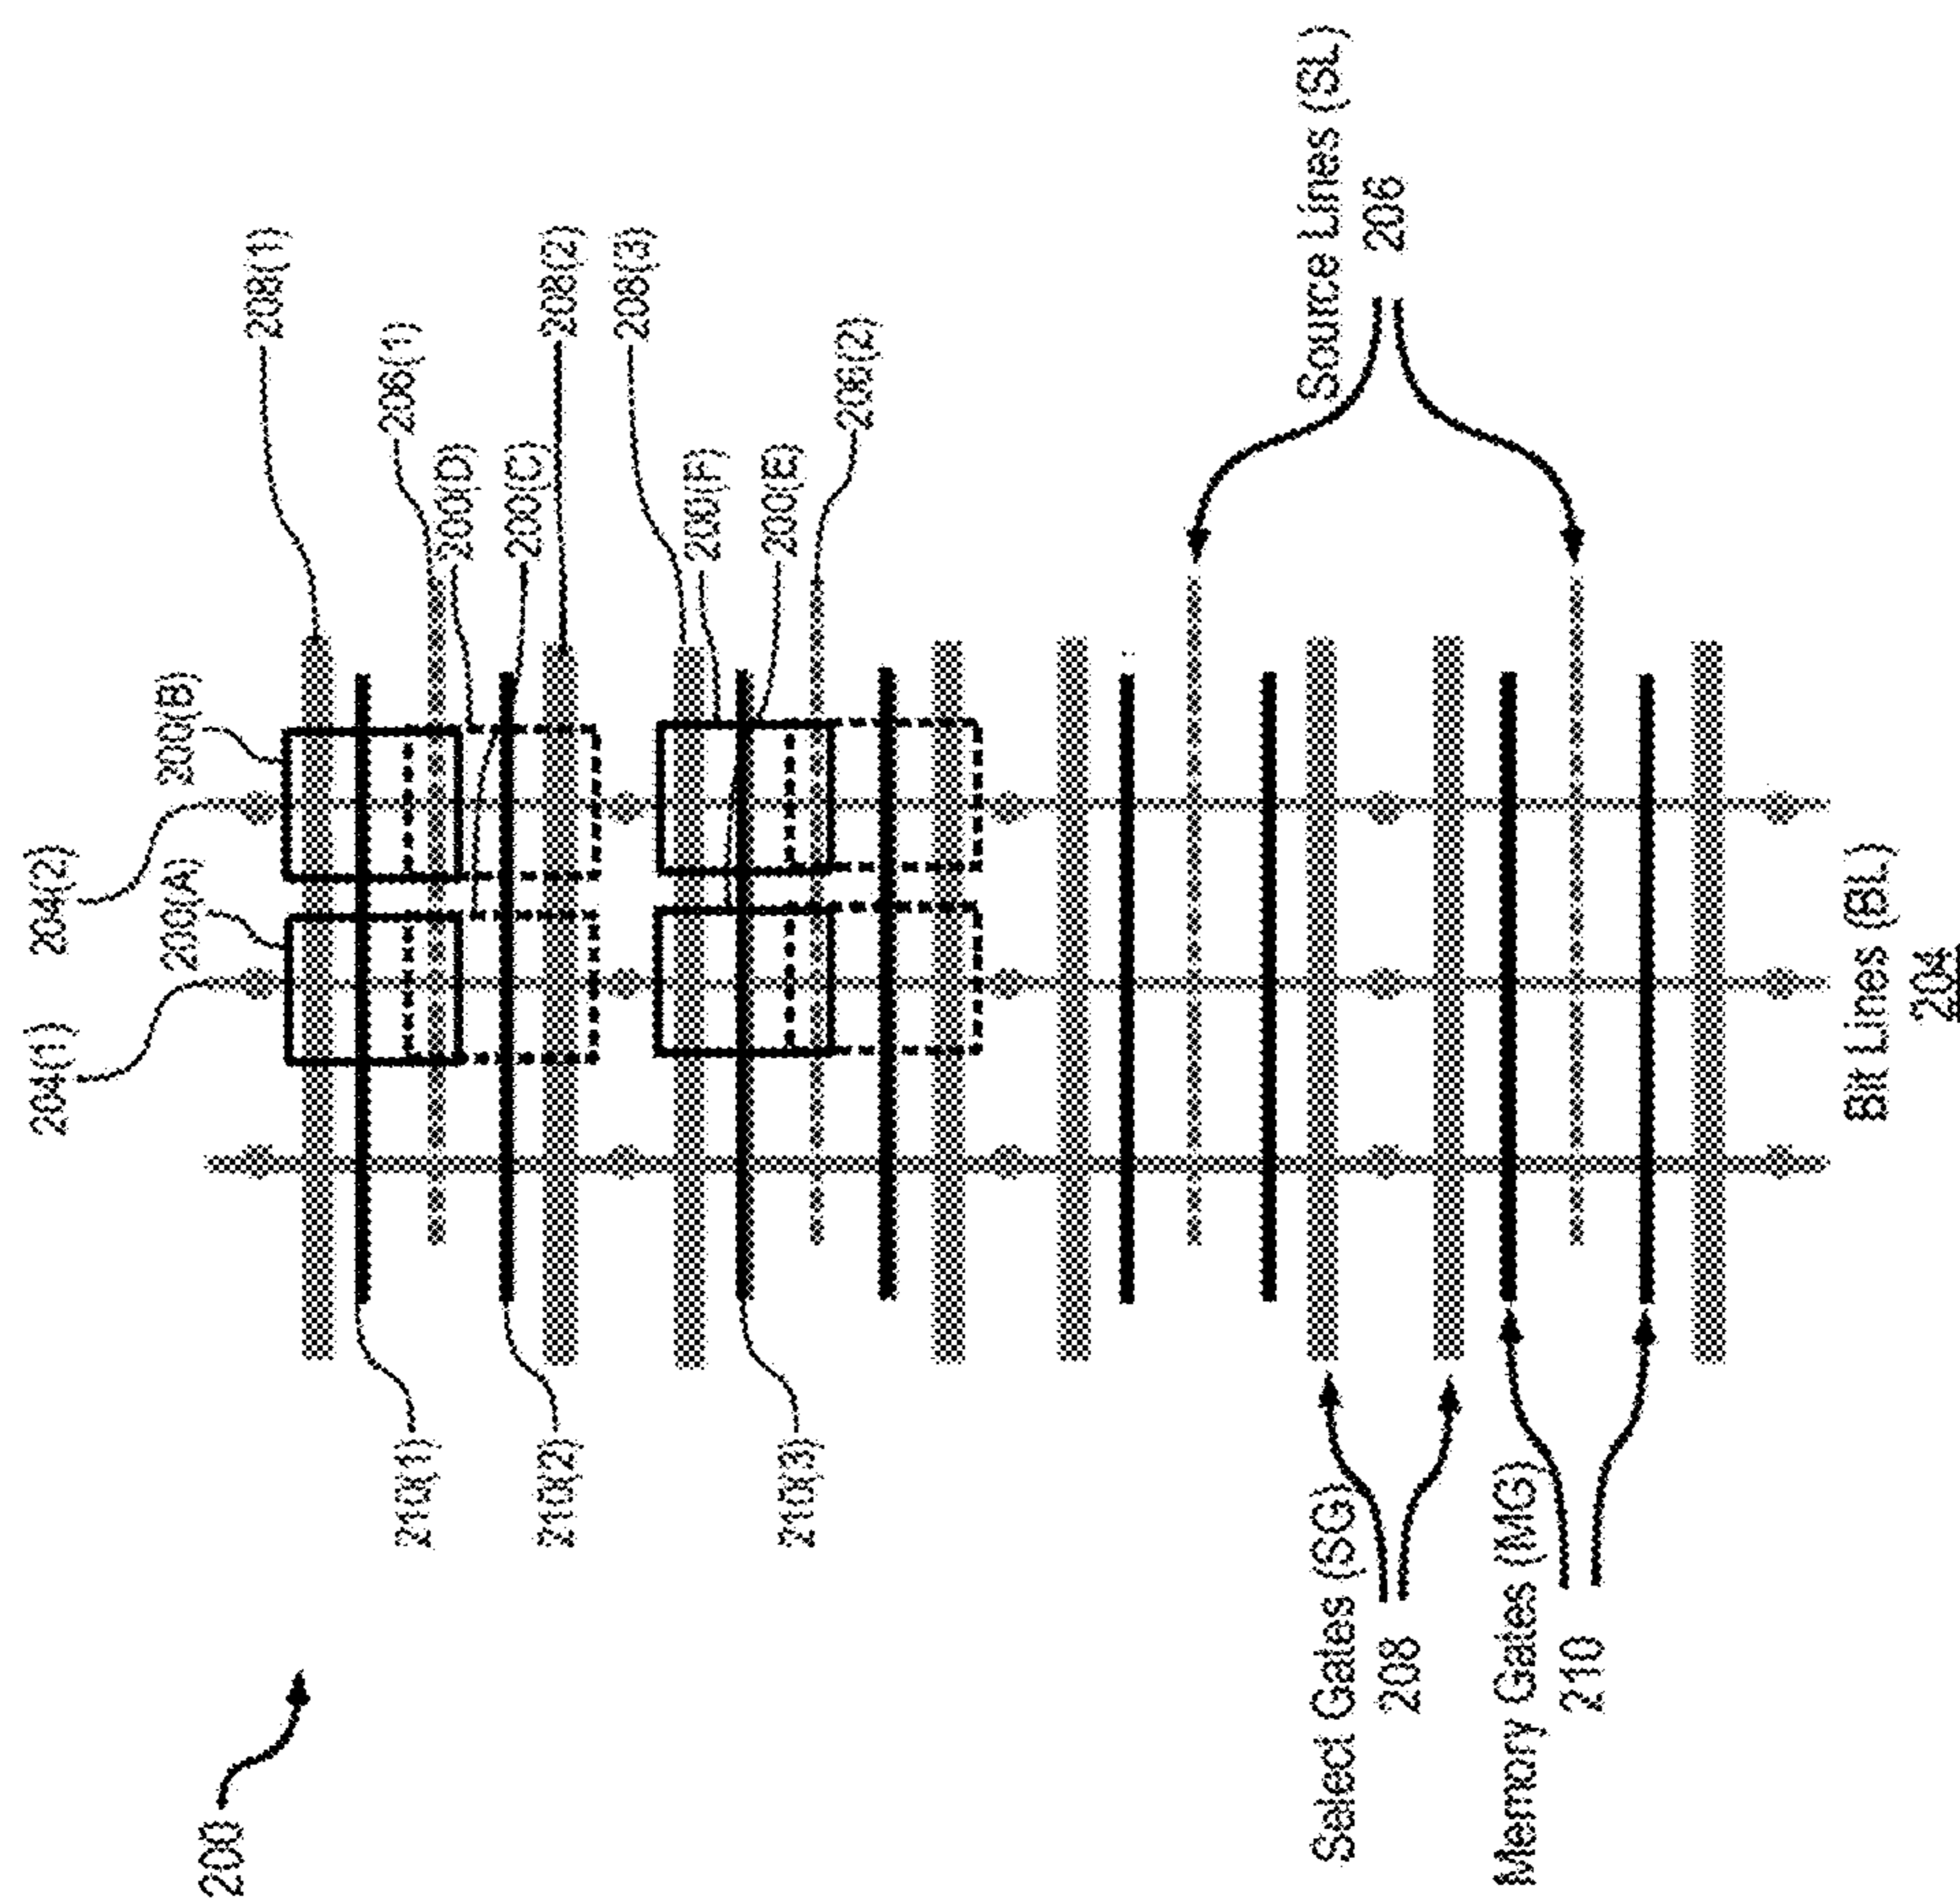 200
204(1)
204(2)
200(A)
200(B)
208(1)
206(1)
200(D)
200(C)
208(2)
208(3)
200(F)
200(E)
206(2)
210(1)
210(2)
210(3)
Source Lines (SL)
206
Select Gates (SG)
208
Memory Gates (MG)
210
Bit Lines (BL)
204